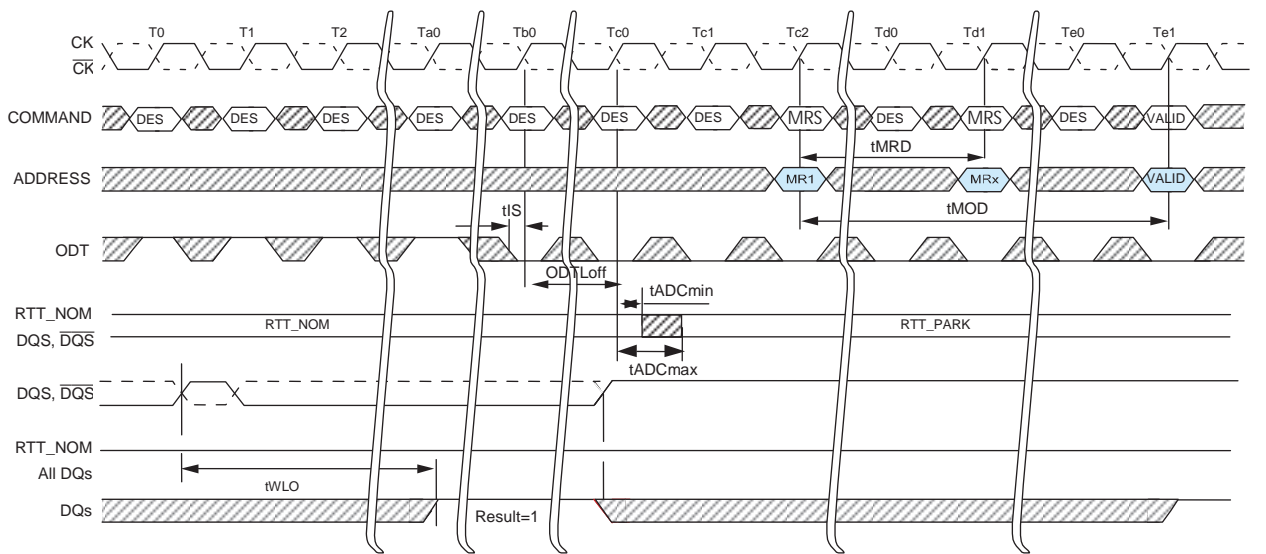 T0 T1 T2 Ta0 Tb0 Tc0 Tc1 Tc2 Td0 Td1 Te0 Te1
CK
CK
COMMAND DES DES DES DES DES DES DES MRS DES MRS DES VALID
tMRD
ADDRESS MR1 MRx VALID
tIS tMOD
ODT
ODTLoff
tADCmin
RTT_NOM
RTT_NOM RTT_PARK
DQS, DQS
tADCmax
DQS, DQS
RTT_NOM
All DQs
tWLO
DQs Result=1